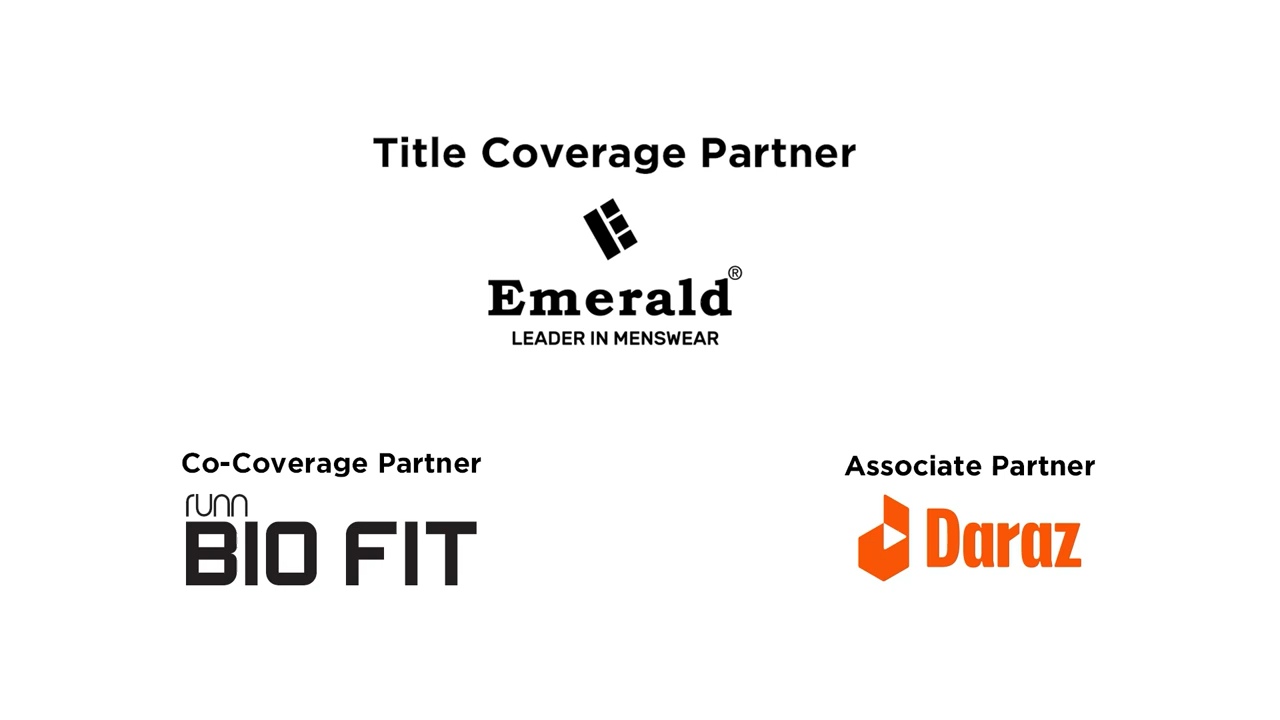 Title Coverage Partner
Emerald®
LEADER IN MENSWEAR
Co-Coverage Partner
runn
BIO FIT
Associate Partner
Daraz